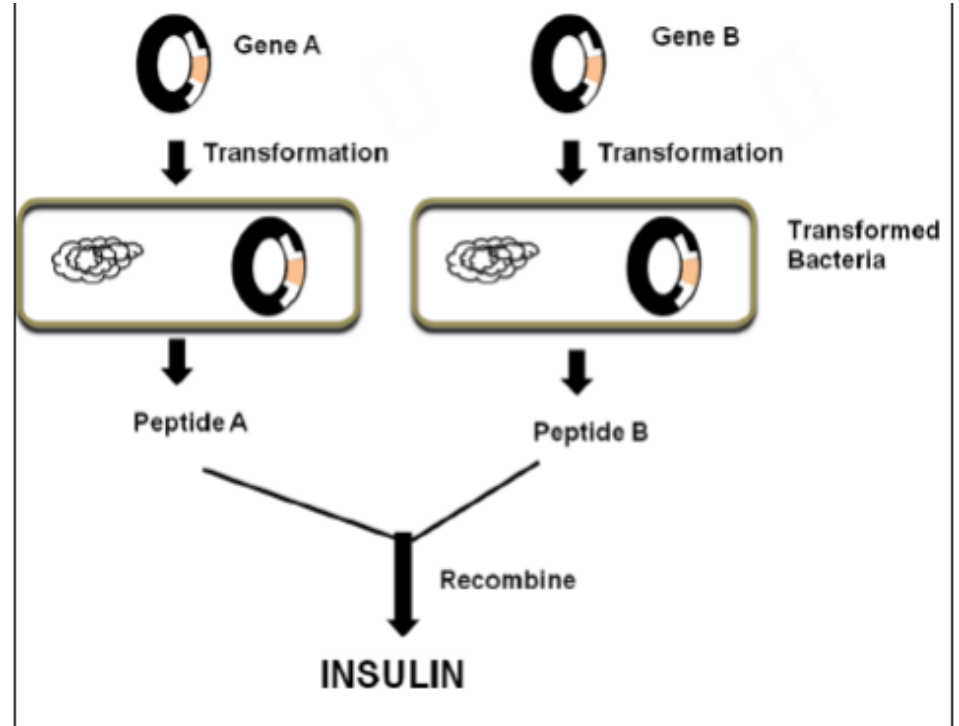 Gene A
Gene B
Transformation
Transformation
Transformed
Bacteria
Peptide A
Peptide B
Recombine
INSULIN